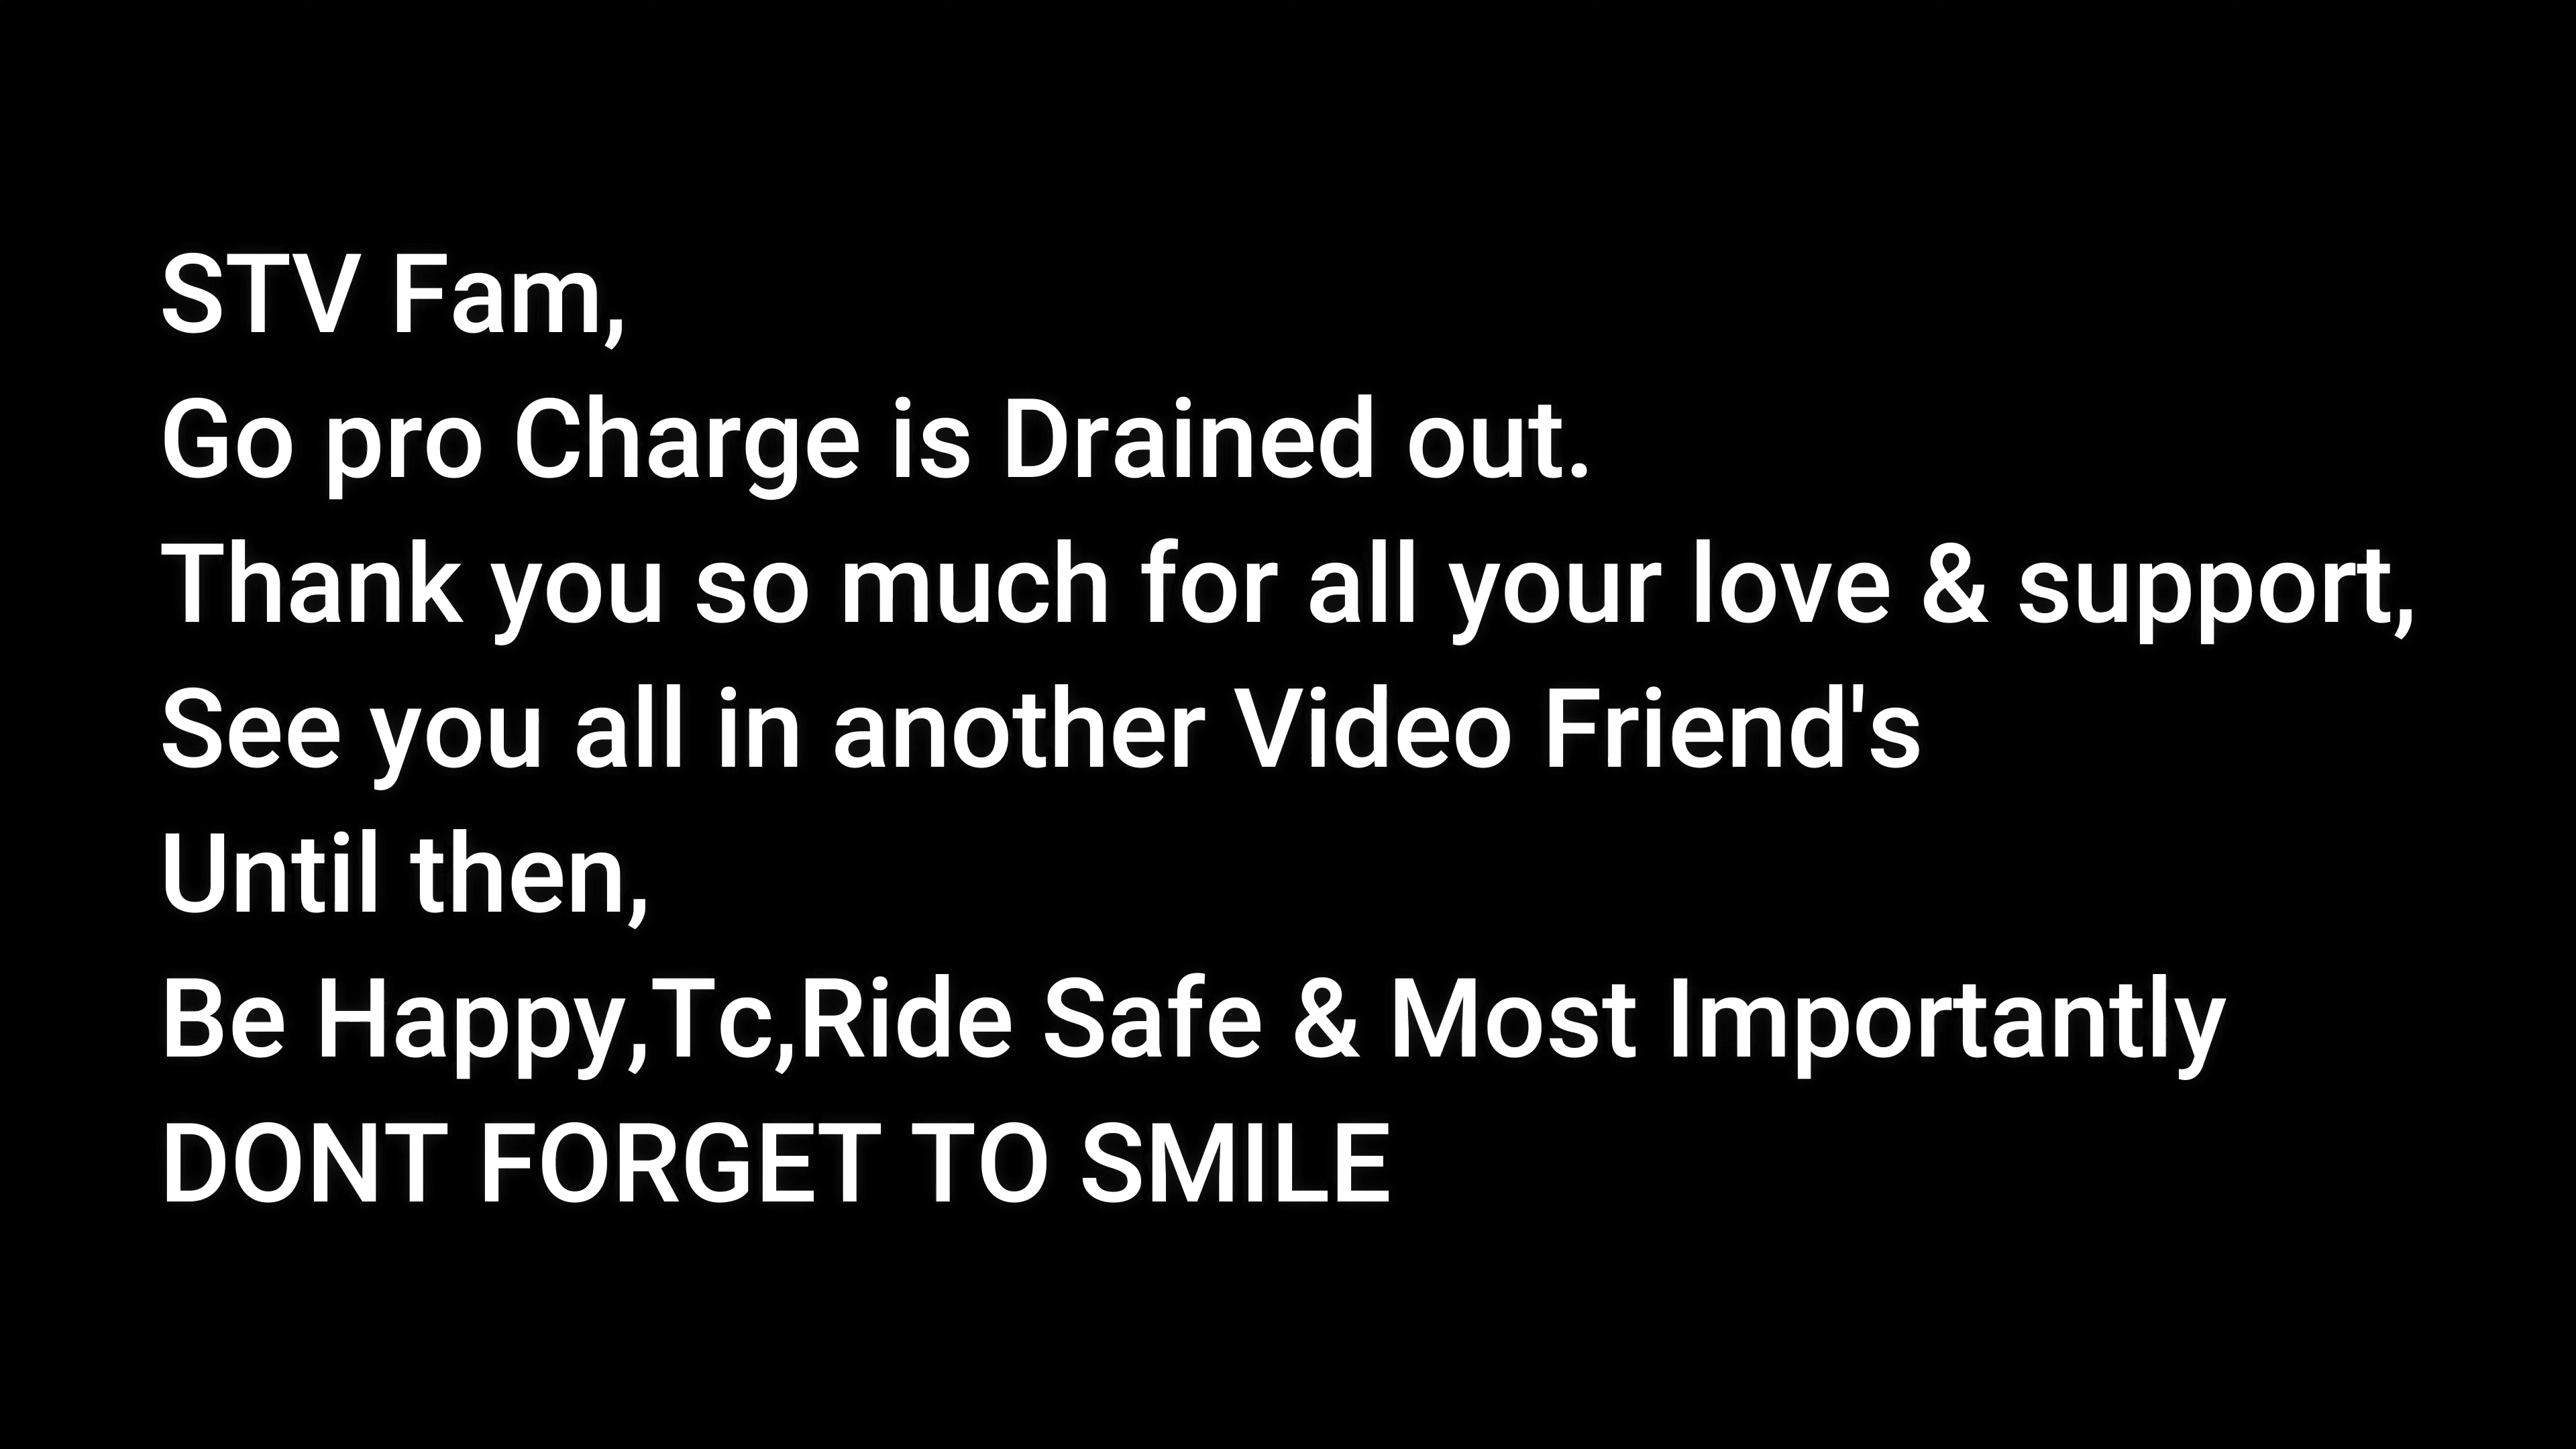 STV Fam,
Go pro Charge is Drained out.
Thank you so much for all your love & support,
See you all in another Video Friend's
Until then,
Be Happy,Tc,Ride Safe & Most Importantly
DONT FORGET TO SMILE